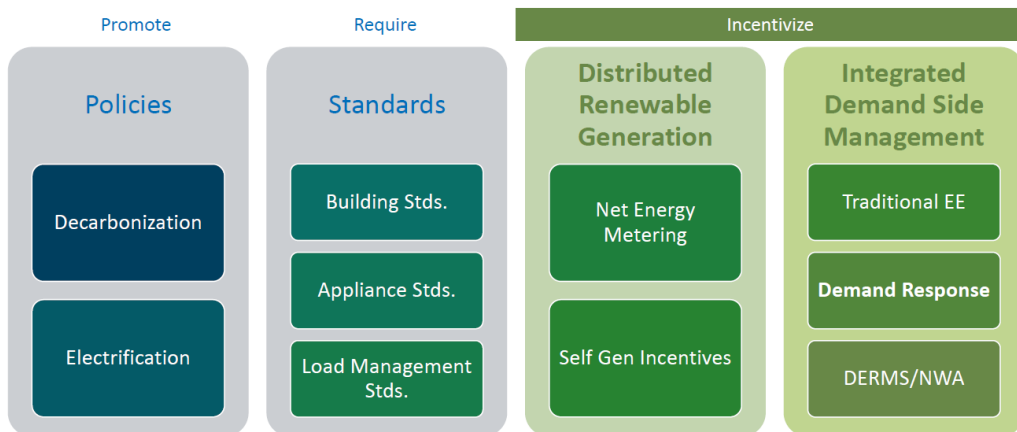 Promote
Require
Incentivize
Policies
Decarbonization
Electrification
Standards
Building Stds.
Appliance Stds.
Load Management
Stds.
Distributed
Renewable
Generation
Net Energy
Metering
Self Gen Incentives
Integrated
Demand Side
Management
Traditional EE
Demand Response
DERMS/NWA